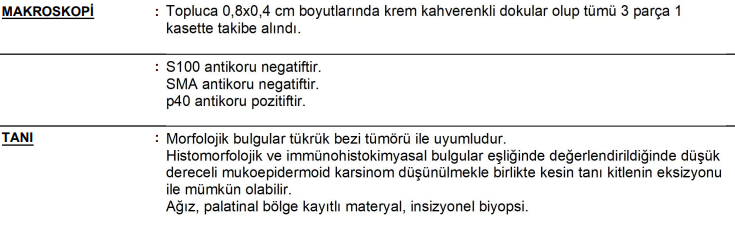 MAKROSKOPİ : Topluca 0,8x0,4 cm boyutlarında krem kahverenkli dokular olup tümü 3 parça 1
kasette takibe alındı.
: S100 antikoru negatiftir.
SMA antikoru negatiftir.
p40 antikoru pozitiftir.
TANI : Morfolojik bulgular tükrük bezi tümörü ile uyumludur.
Histomorfolojik ve immünohistokimyasal bulgular eşliğinde değerlendirildiğinde düşük
dereceli mukoepidermoid karsinom düşünülmekle birlikte kesin tanı kitlenin eksizyonu
ile mümkün olabilir.
Ağız, palatinal bölge kayıtlı materyal, insizyonel biyopsi.